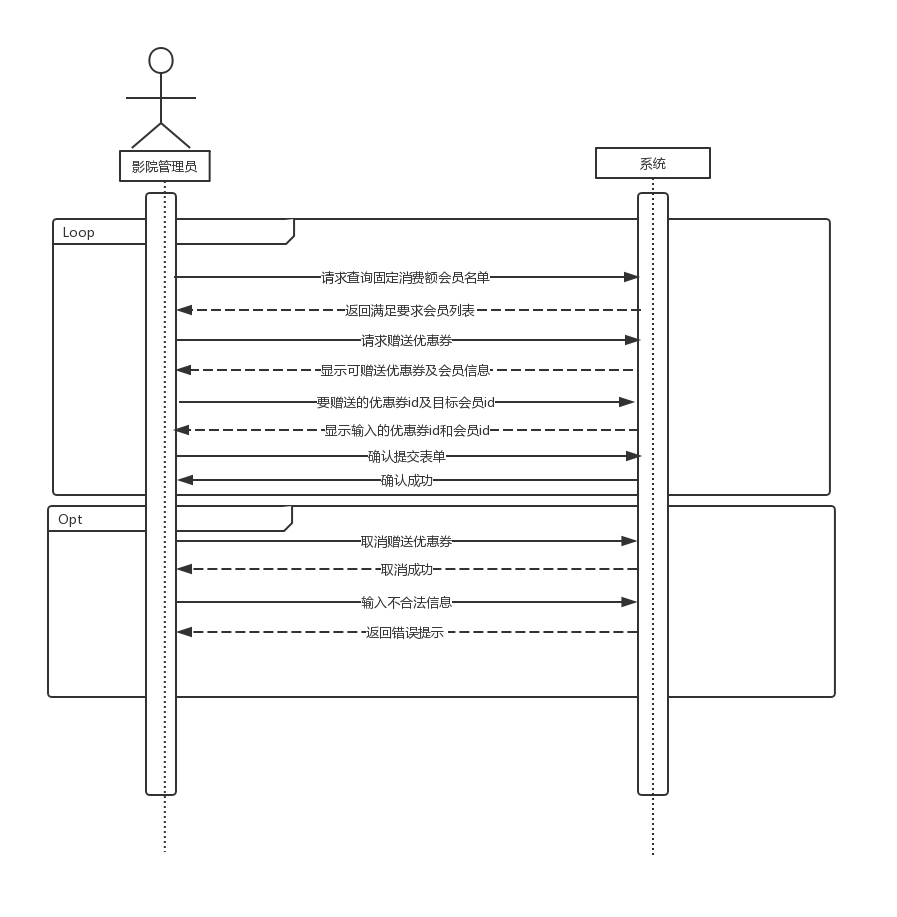 影院管理员
系统
Loop
请求查询固定消费额会员名单
返回满足要求会员列表
请求赠送优惠券
显示可赠送优惠券及会员信息
要赠送的优惠券id及目标会员id
显示输入的优惠券id和会员id
确认提交表单
确认成功
Opt
取消赠送优惠券
取消成功
输入不合法信息
返回错误提示